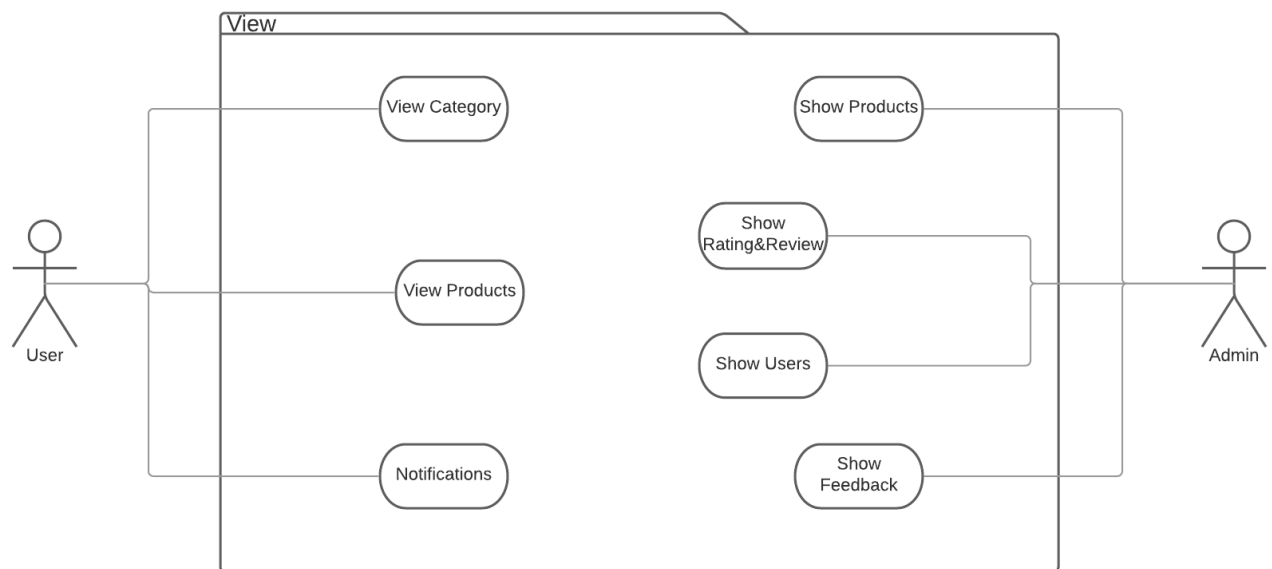 View
View Category
Show Products
Show
Rating&Review
View Products
User
Admin
Show Users
Notifications
Show
Feedback